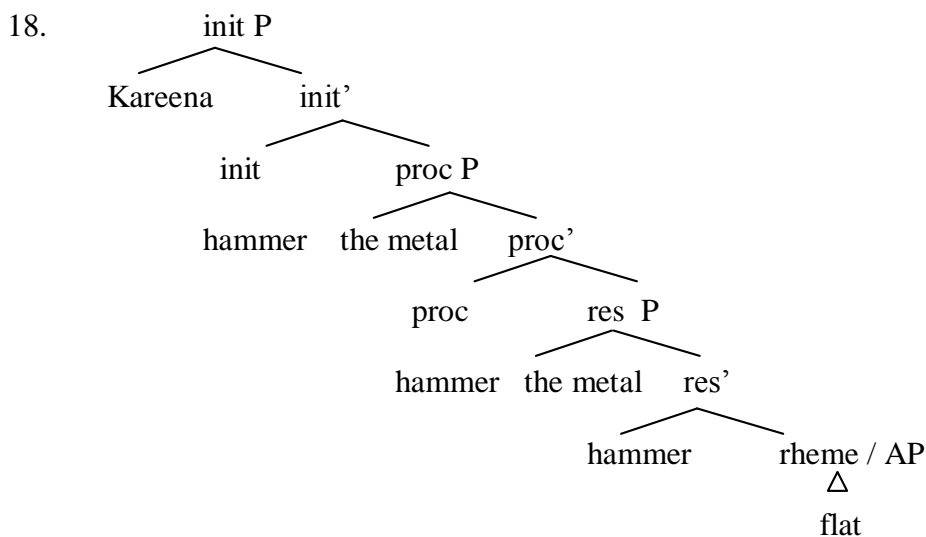 18. init P
Kareena init’
init proc P
hammer the metal proc’
proc res P
hammer the metal res’
hammer rheme / AP
flat